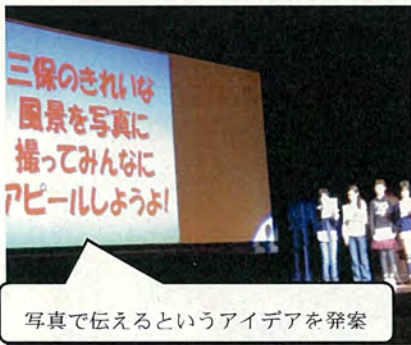 三保のきれいな
風景を写真に
撮ってみんなに
アピールしようよ!
写真で伝えるというアイデアを発案